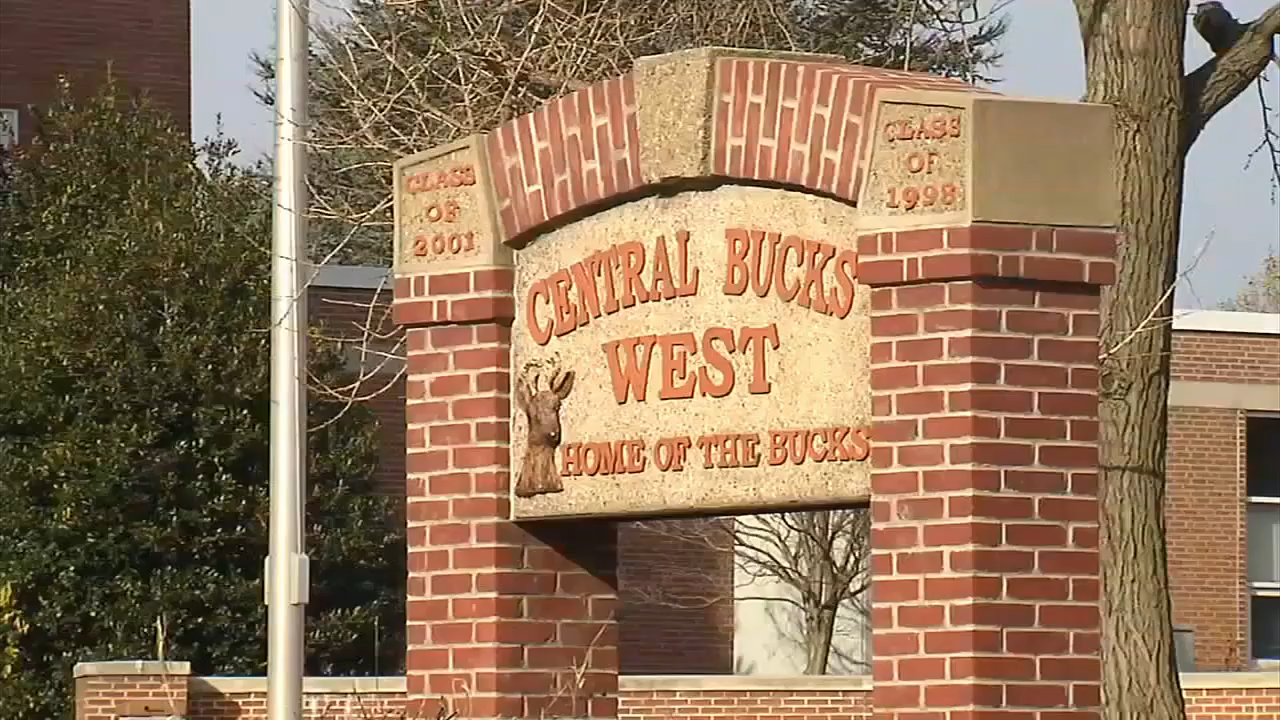 CLASS
OF
2001
CENTRAL BUCKS
WEST
HOME OF THE BUCKS
CLASS
OF
1998